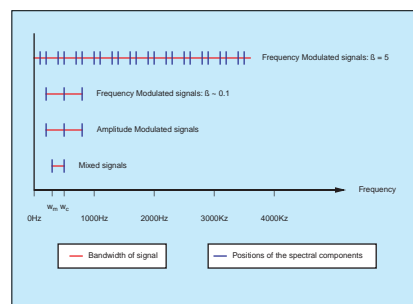 Frequency Modulated signals: ß = 5
Frequency Modulated signals: ß ~ 0.1
Amplitude Modulated signals
Mixed signals
Frequency
wm wc
0Hz 1000Hz 2000Hz 3000Kz 4000Kz
Bandwidth of signal Positions of the spectral components